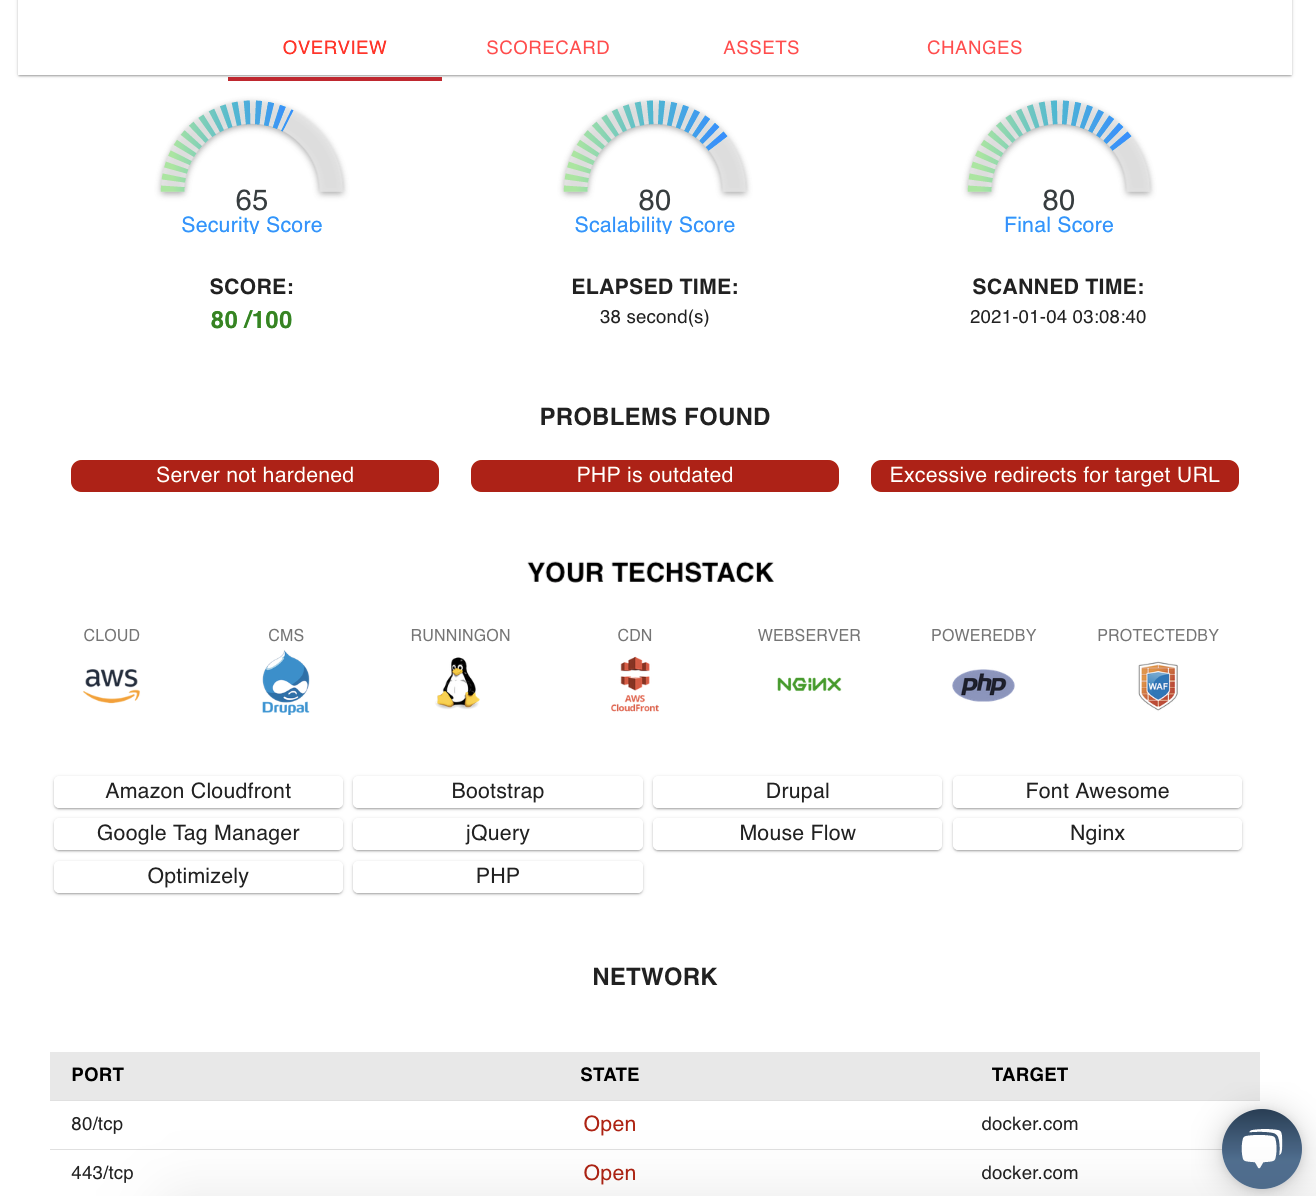 OVERVIEW SCORECARD ASSETS CHANGES
65 80 80
Security Score Scalability Score Final Score
SCORE: ELAPSED TIME: SCANNED TIME:
80 /100 38 second(s) 2021-01-04 03:08:40
PROBLEMS FOUND
Server not hardened PHP is outdated Excessive redirects for target URL
YOUR TECHSTACK
CLOUD CMS RUNNINGON CDN WEBSERVER POWEREDBY PROTECTEDBY
aws Drupal AWS CloudFront NGINX php WAF
Amazon Cloudfront Bootstrap Drupal Font Awesome
Google Tag Manager jQuery Mouse Flow Nginx
Optimizely PHP
NETWORK
PORT STATE TARGET
80/tcp Open docker.com
443/tcp Open docker.com